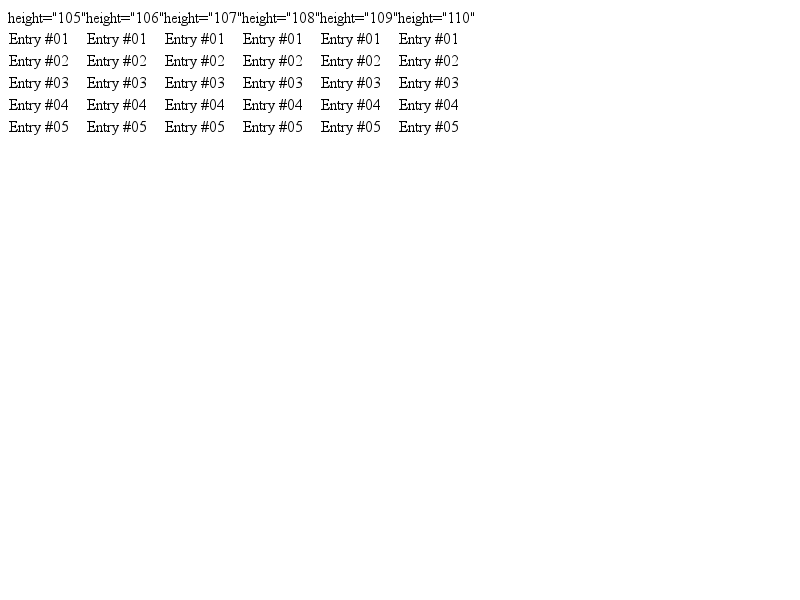 height="105"height="106"height="107"height="108"height="109"height="110"
Entry #01 Entry #01 Entry #01 Entry #01 Entry #01 Entry #01
Entry #02 Entry #02 Entry #02 Entry #02 Entry #02 Entry #02
Entry #03 Entry #03 Entry #03 Entry #03 Entry #03 Entry #03
Entry #04 Entry #04 Entry #04 Entry #04 Entry #04 Entry #04
Entry #05 Entry #05 Entry #05 Entry #05 Entry #05 Entry #05